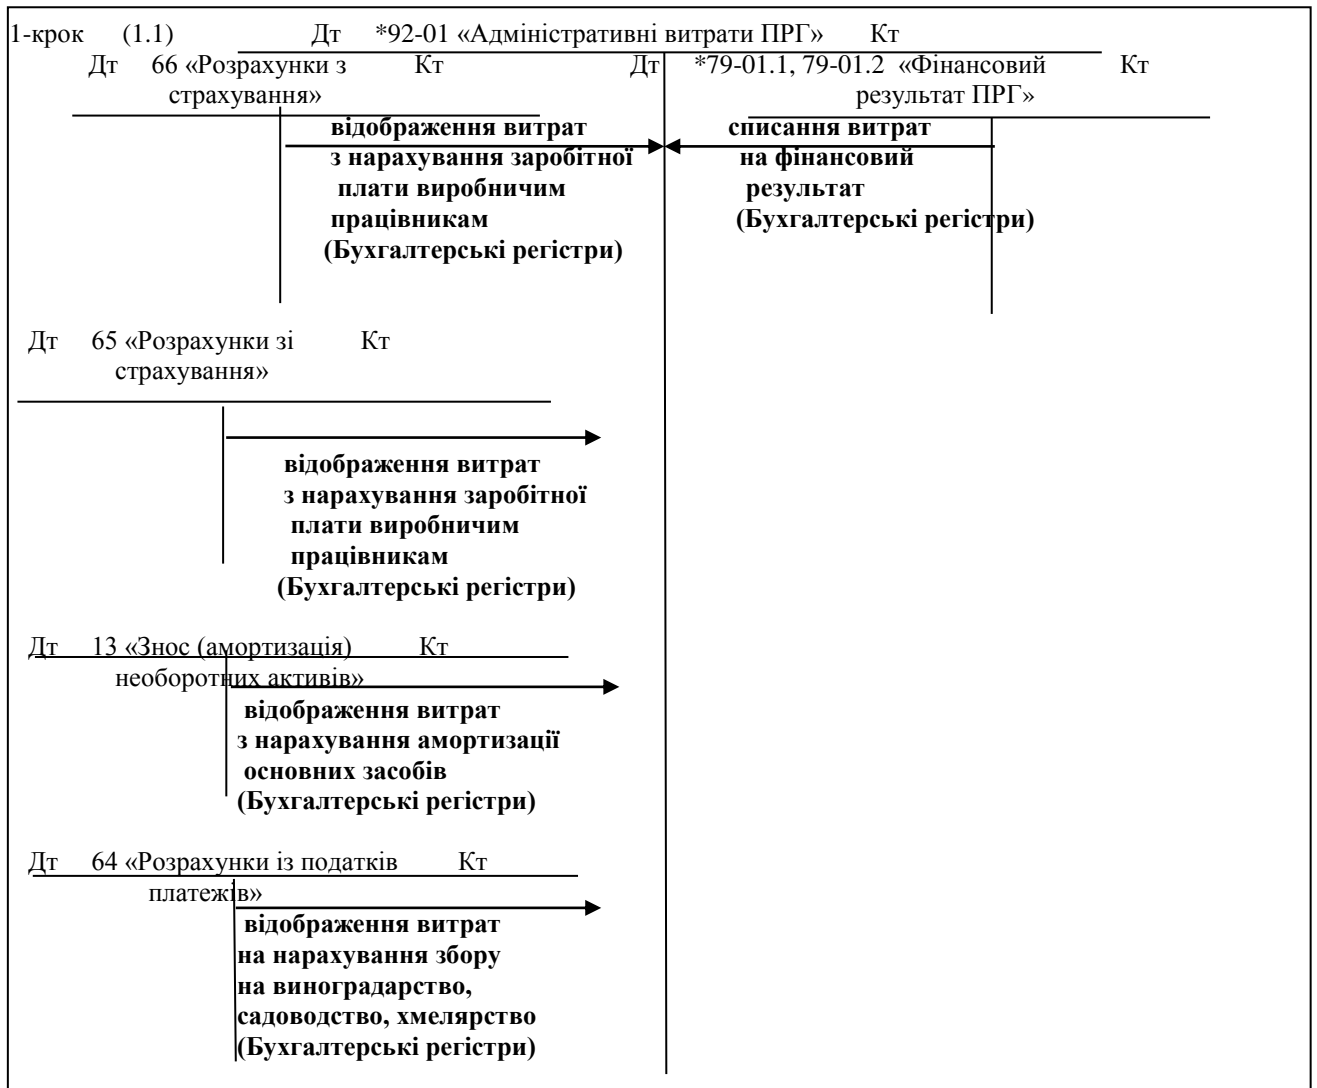 1-крок (1.1) Дт *92-01 «Адміністративні витрати ПРГ» Кт
Дт 66 «Розрахунки з Кт Дт *79-01.1, 79-01.2 «Фінансовий Кт
страхування» результат ПРГ»
відображення витрат списання витрат
з нарахування заробітної на фінансовий
плати виробничим результат
працівникам (Бухгалтерські регістри)
(Бухгалтерські регістри)
Дт 65 «Розрахунки зі Кт
страхування»
відображення витрат
з нарахування заробітної
плати виробничим
працівникам
(Бухгалтерські регістри)
Дт 13 «Знос (амортизація) Кт
необоротних активів»
відображення витрат
з нарахування амортизації
основних засобів
(Бухгалтерські регістри)
Дт 64 «Розрахунки із податків Кт
платежів»
відображення витрат
на нарахування збору
на виноградарство,
садоводство, хмелярство
(Бухгалтерські регістри)